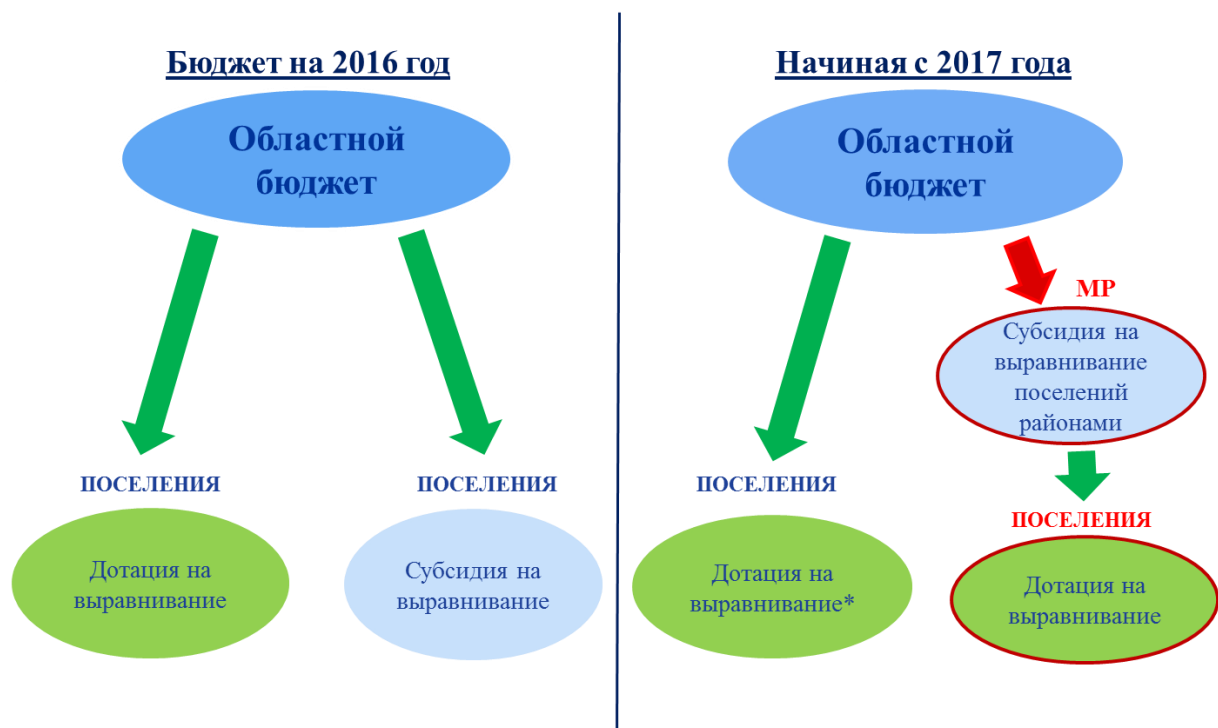 Бюджет на 2016 год
Областной
бюджет
ПОСЕЛЕНИЯ
Дотация на
выравнивание
ПОСЕЛЕНИЯ
Субсидия на
выравнивание
Начиная с 2017 года
Областной
бюджет
ПОСЕЛЕНИЯ
Дотация на
выравнивание*
МР
Субсидия на
выравнивание
поселений
районами
ПОСЕЛЕНИЯ
Дотация на
выравнивание